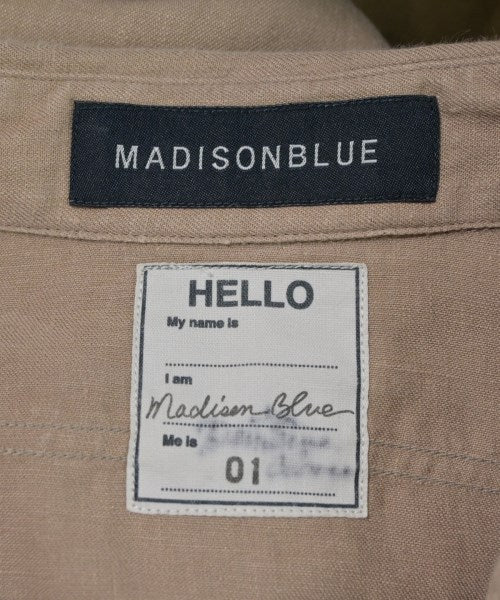 MADISONBLUE
HELLO
My name is
I am
Madison Blue
Me is
01